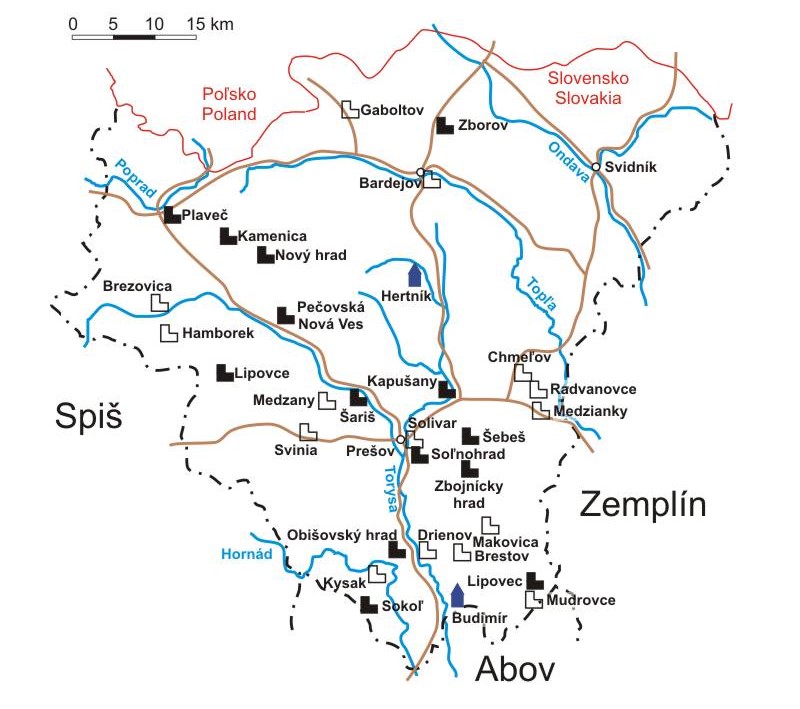 0 5 10 15 km
Poľsko
Poland
Slovensko
Slovakia
Gaboltov
Zborov
Ondava
Svidník
Poprad
Bardejov
Plaveč
Kamenica
Nový hrad
Brezovica
Hertník
Topľa
Pečovská
Nová Ves
Hamborek
Chmeľov
Lipovce
Kapušany
Radvanovce
Medzany
Medzianky
Spiš
Šariš
Solivar
Svinia
Prešov
Šebeš
Soľnohrad
Torysa
Zbojnícky
hrad
Zemplín
Obišovský hrad
Drienov
Makovica
Hornád
Brestov
Kysak
Lipovec
Sokoľ
Mudrovce
Budimír
Abov